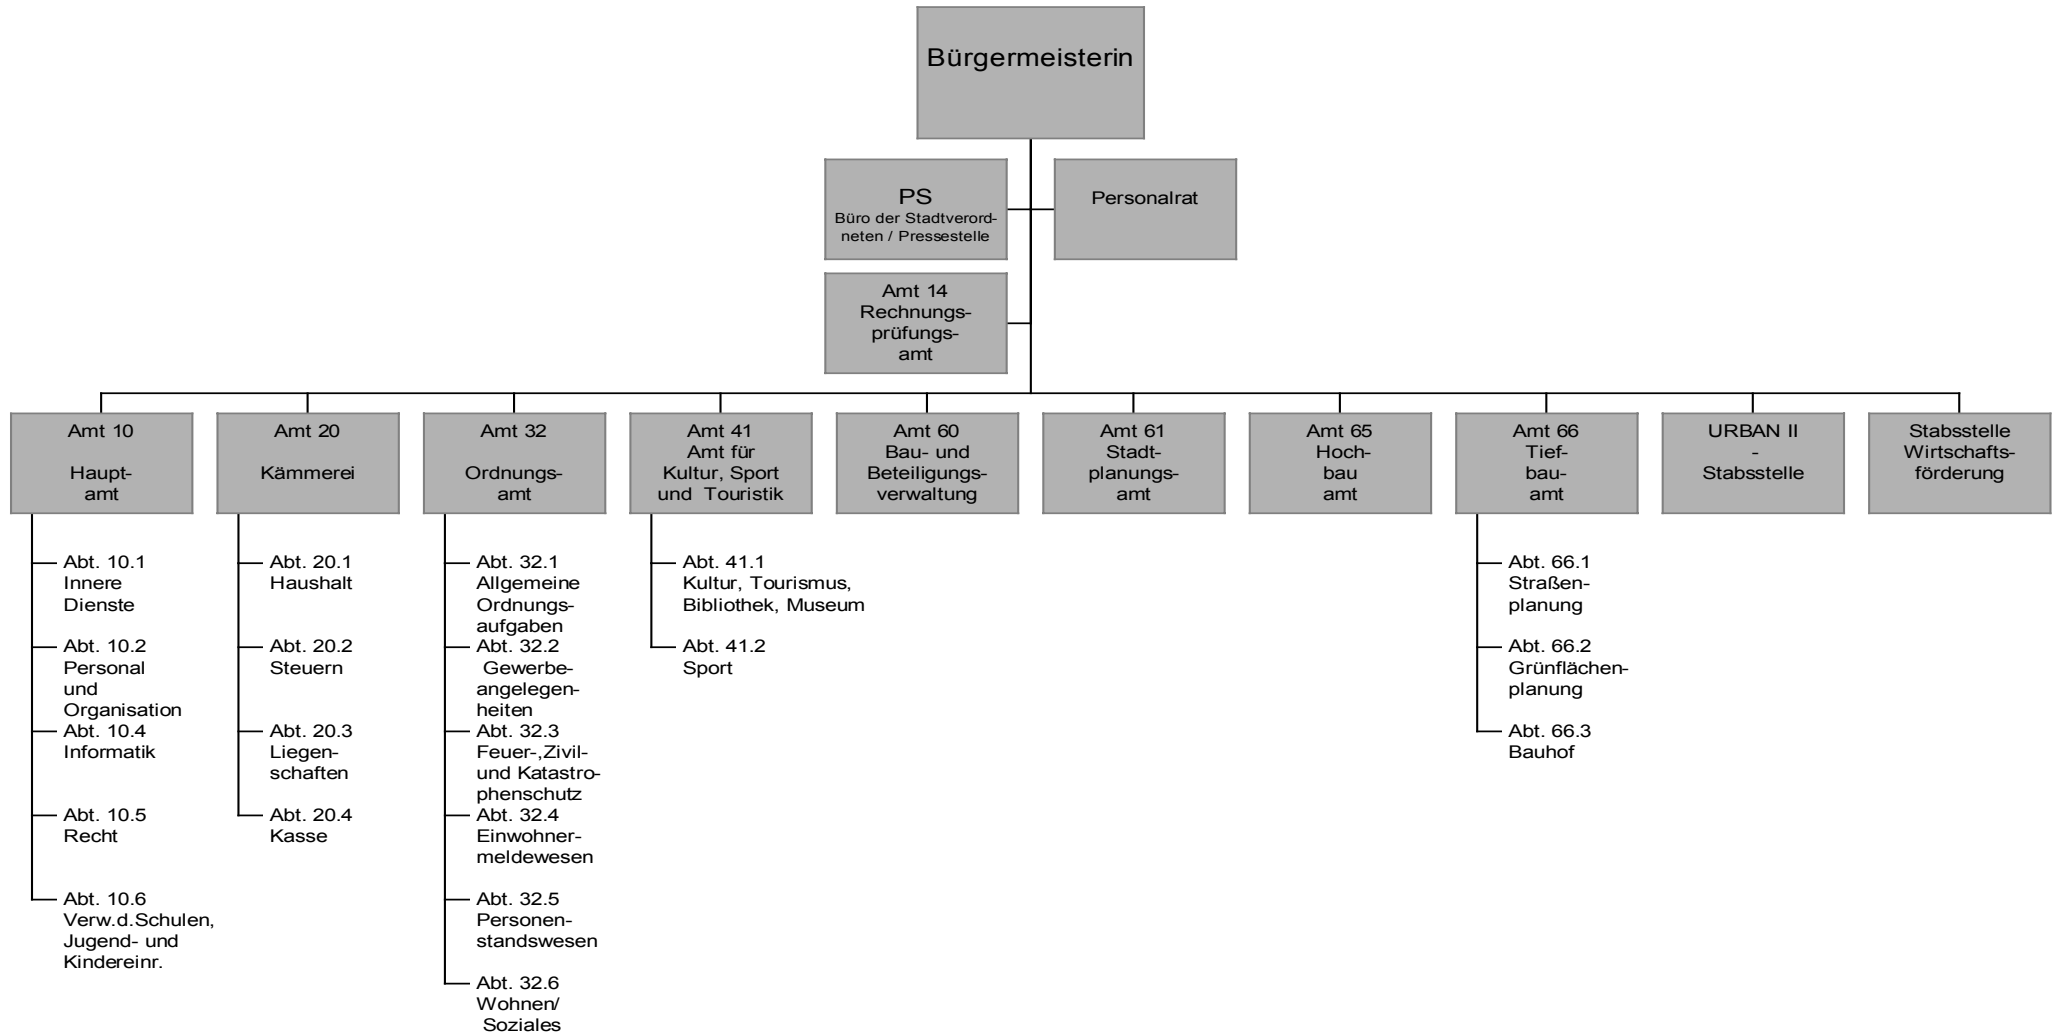 Bürgermeisterin
PS
Büro der Stadtverord-
neten / Pressestelle
Personalrat
Amt 14
Rechnungs-
prüfungs-
amt
Amt 10
Haupt-
amt
Amt 20
Kämmerei
Amt 32
Ordnungs-
amt
Amt 41
Amt für
Kultur, Sport
und Touristik
Amt 60
Bau- und
Beteiligungs-
verwaltung
Amt 61
Stadt-
planungs-
amt
Amt 65
Hoch-
bau
amt
Amt 66
Tief-
bau-
amt
URBAN II
-
Stabsstelle
Stabsstelle
Wirtschafts-
förderung
Abt. 10.1
Innere
Dienste
Abt. 10.2
Personal
und
Organisation
Abt. 10.4
Informatik
Abt. 10.5
Recht
Abt. 10.6
Verw.d.Schulen,
Jugend- und
Kindereinr.
Abt. 20.1
Haushalt
Abt. 20.2
Steuern
Abt. 20.3
Liegen-
schaften
Abt. 20.4
Kasse
Abt. 32.1
Allgemeine
Ordnungs-
aufgaben
Abt. 32.2
Gewerbe-
angelegen-
heiten
Abt. 32.3
Feuer-,Zivil-
und Katastro-
phenschutz
Abt. 32.4
Einwohner-
meldewesen
Abt. 32.5
Personen-
standswesen
Abt. 32.6
Wohnen/
Soziales
Abt. 41.1
Kultur, Tourismus,
Bibliothek, Museum
Abt. 41.2
Sport
Abt. 66.1
Straßen-
planung
Abt. 66.2
Grünflächen-
planung
Abt. 66.3
Bauhof